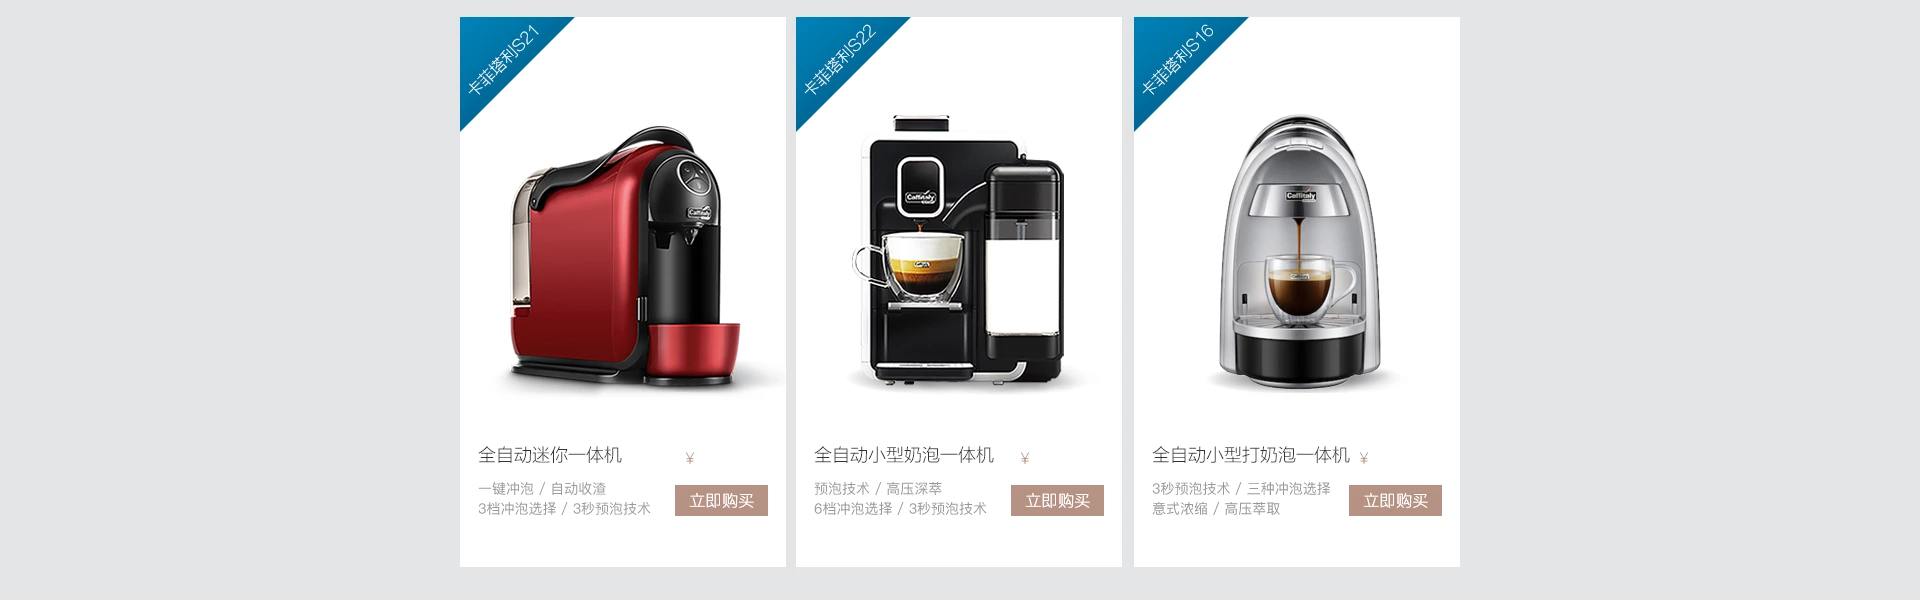 卡菲塔利S21
Caffitaly
全自动迷你一体机
¥
一键冲泡 / 自动收渣
3档冲泡选择 / 3秒预泡技术
立即购买
卡菲塔利S22
Caffitaly
全自动小型奶泡一体机
¥
预泡技术 / 高压深萃
6档冲泡选择 / 3秒预泡技术
立即购买
卡菲塔利S16
Caffitaly
全自动小型打奶泡一体机
¥
3秒预泡技术 / 三种冲泡选择
意式浓缩 / 高压萃取
立即购买